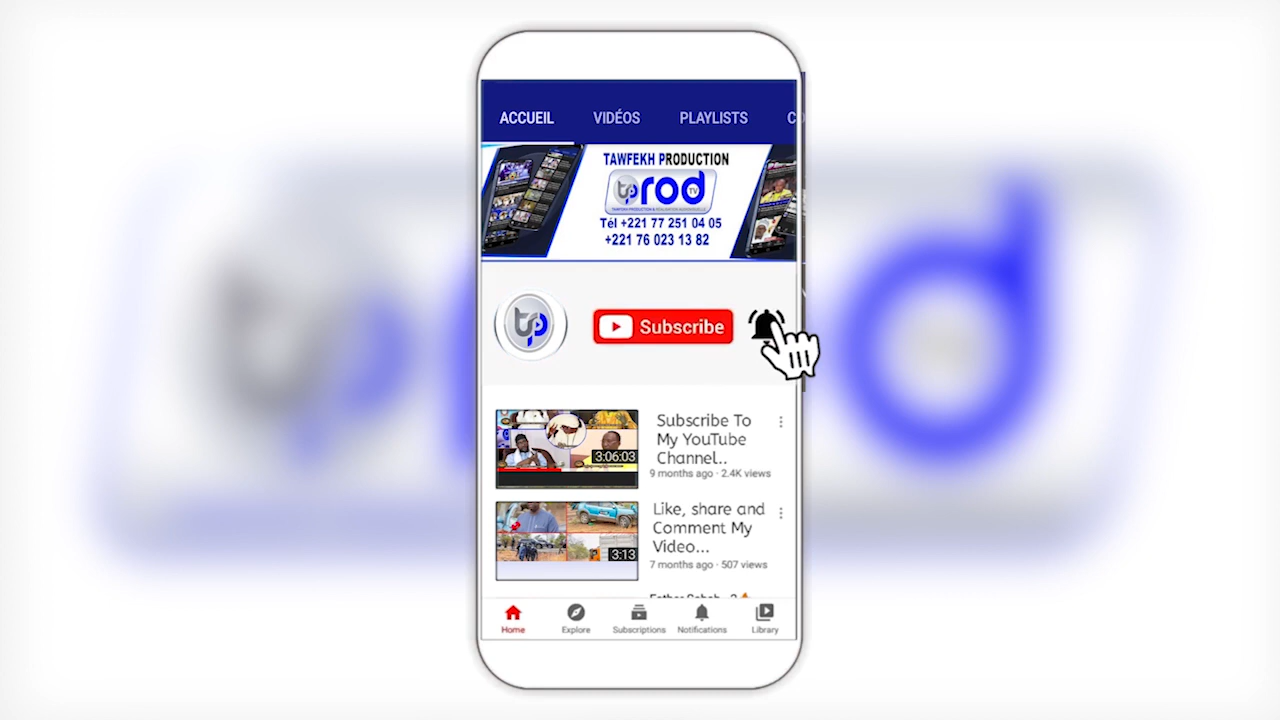 ACCUEIL VIDÉOS PLAYLISTS
TAWFEKH PRODUCTION
tprod TV
Tél +221 77 251 04 05
+221 76 023 13 82
tp
Subscribe
3:06:03
Subscribe To
My YouTube
Channel..
9 months ago · 2.4K views
3:13
Like, share and
Comment My
Video...
7 months ago · 507 views
Home Explore Subscriptions Notifications Library